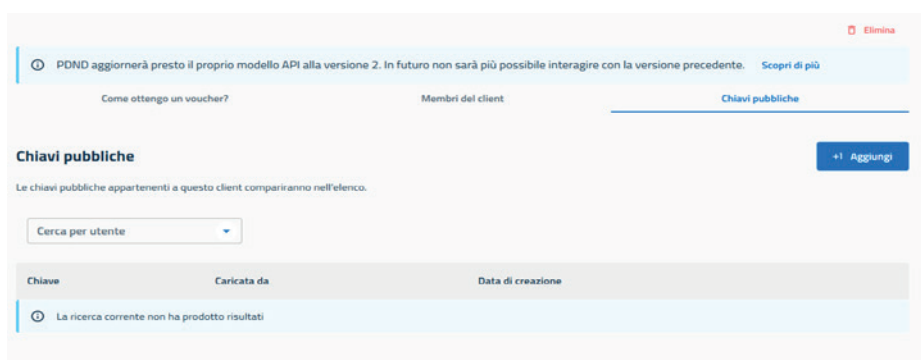 Elimina
PDND aggiornerà presto il proprio modello API alla versione 2. In futuro non sarà più possibile interagire con la versione precedente. Scopri di più
Come ottengo un voucher? Membri del client Chiavi pubbliche
Chiavi pubbliche
+1 Aggiungi
Le chiavi pubbliche appartenenti a questo client compariranno nell'elenco.
Cerca per utente
Chiave Caricata da Data di creazione
La ricerca corrente non ha prodotto risultati